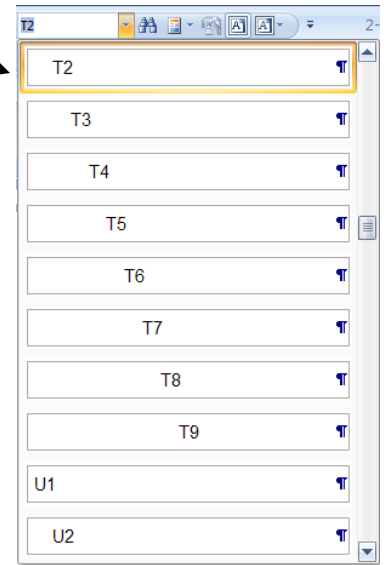 T2 A A 2-
T2 ¶
T3 ¶
T4 ¶
T5 ¶
T6 ¶
T7 ¶
T8 ¶
T9 ¶
U1 ¶
U2 ¶